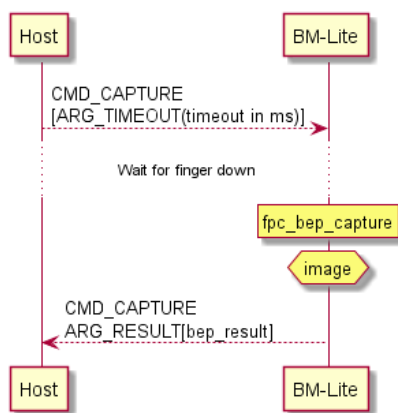 Host
BM-Lite
CMD_CAPTURE
[ARG_TIMEOUT(timeout in ms)]
Wait for finger down
fpc_bep_capture
image
CMD_CAPTURE
ARG_RESULT[bep_result]
Host
BM-Lite